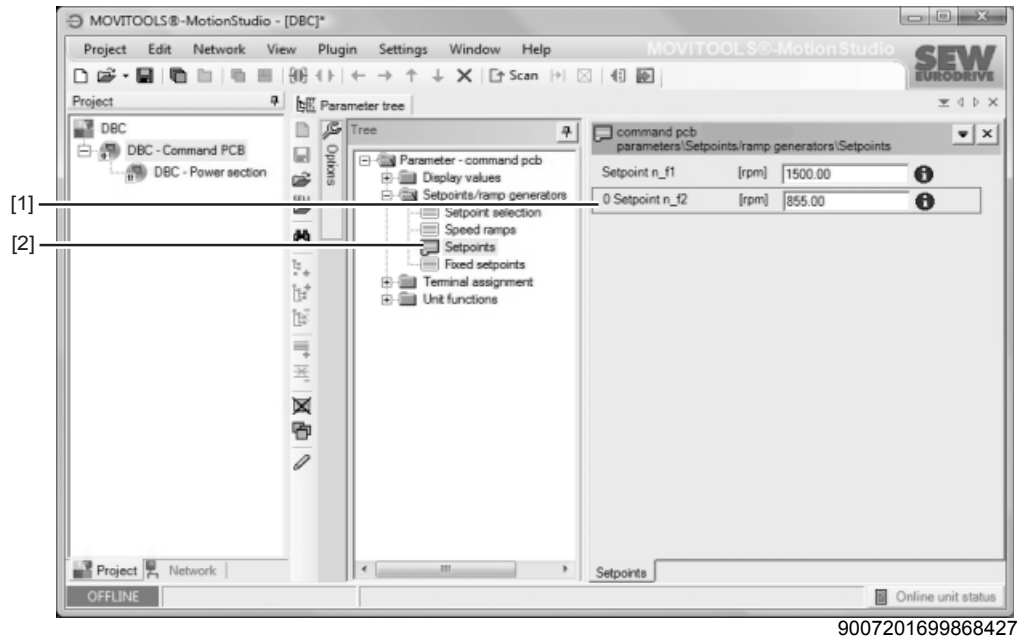 MOVITOOLS®-MotionStudio - [DBC]*
Project Edit Network View Plugin Settings Window Help
MOVITOOLS®-MotionStudio
SEW
EURODRIVE
Scan
Project
Parameter tree
DBC
DBC - Command PCB
DBC - Power section
Options
Tree
Parameter - command pcb
Display values
Setpoints/ramp generators
Setpoint selection
Speed ramps
Setpoints
Fixed setpoints
Terminal assignment
Unit functions
command pcb
parameters\Setpoints/ramp generators\Setpoints
Setpoint n_f1 [rpm] 1500.00
0 Setpoint n_f2 [rpm] 855.00
[1]
[2]
Project Network
Setpoints
OFFLINE
Online unit status
9007201699868427